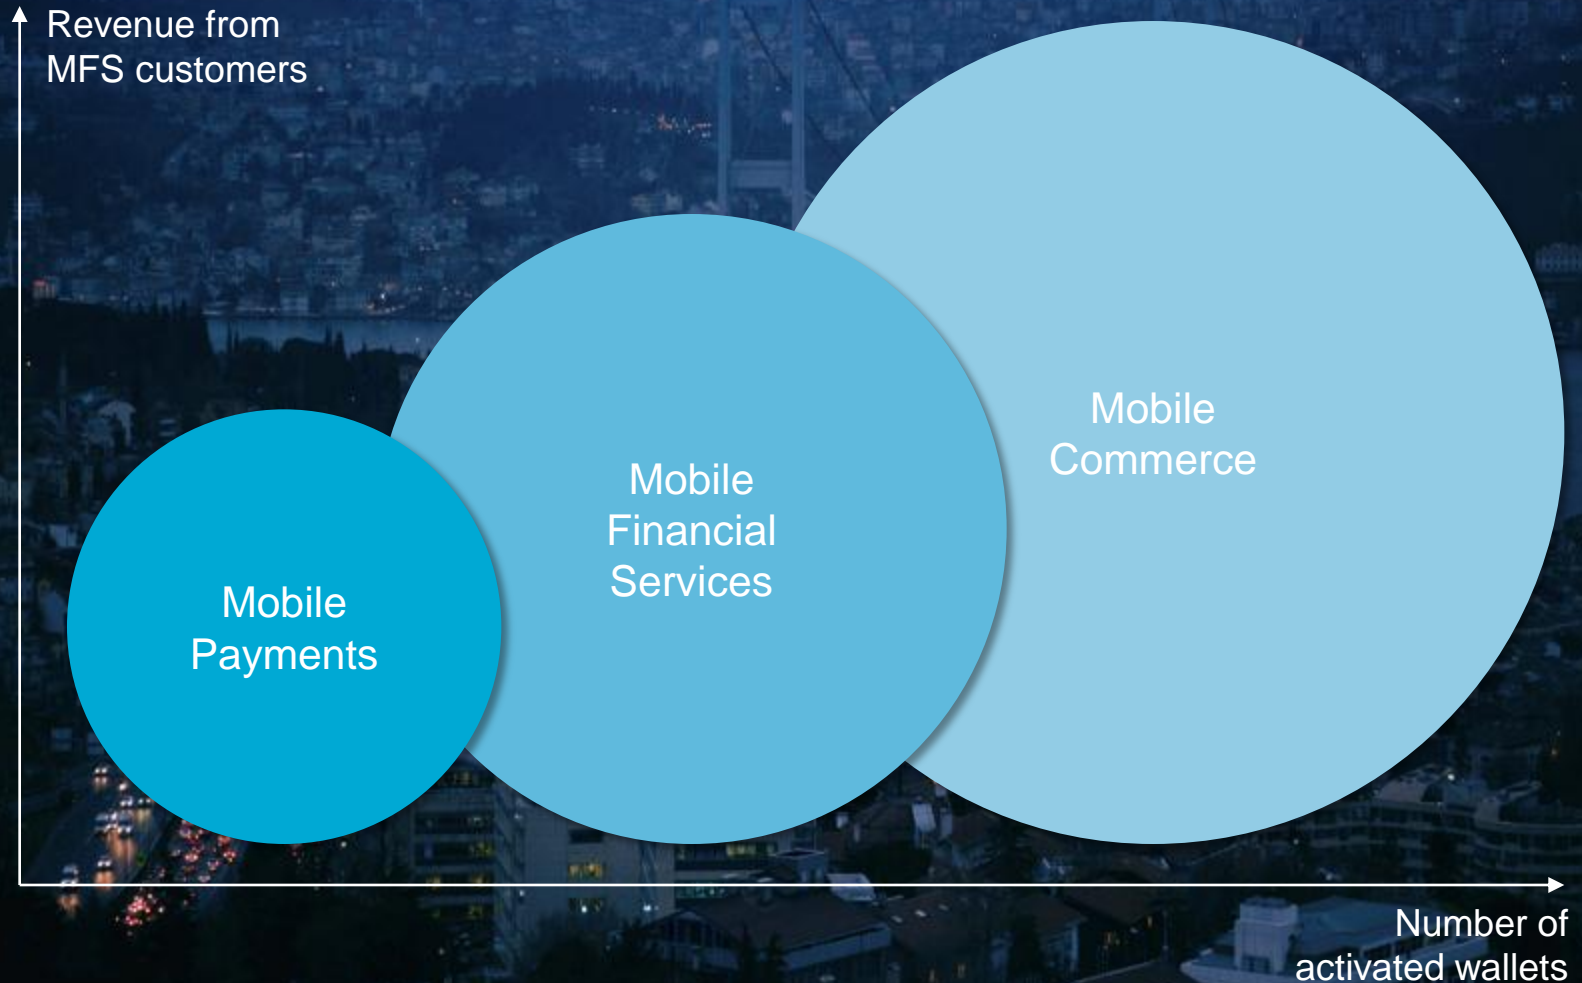 Revenue from
MFS customers
Mobile
Payments
Mobile
Financial
Services
Mobile
Commerce
Number of
activated wallets